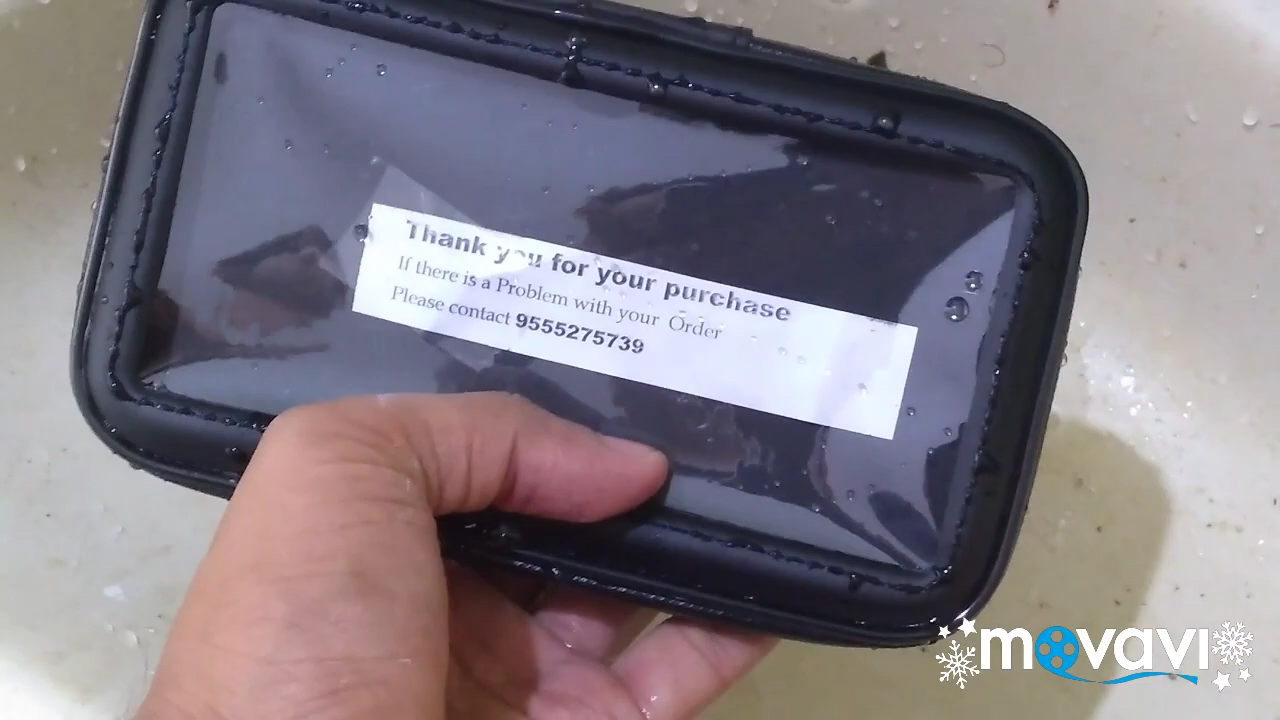 Thank you for your purchase
If there is a Problem with your Order
Please contact 9555275739
movavi